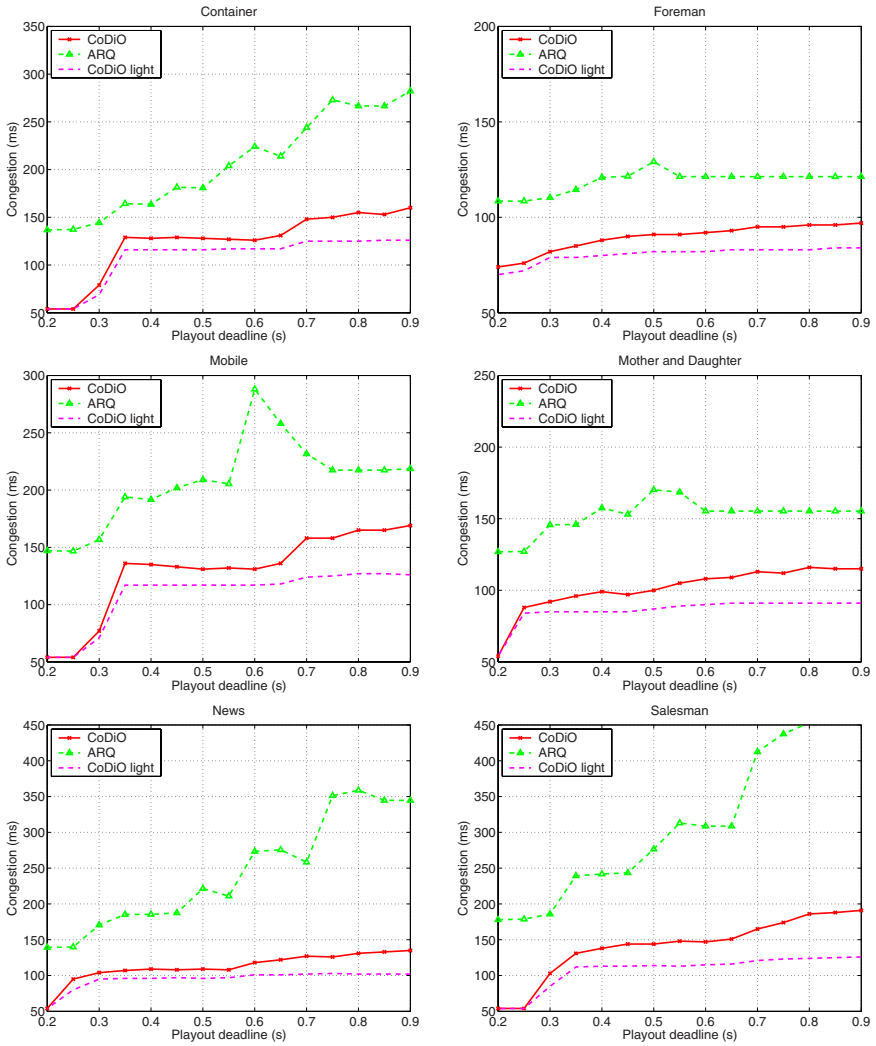 Container
350
300
250
200
150
100
50
0.2 0.3 0.4 0.5 0.6 0.7 0.8 0.9
Playout deadline (s)
Congestion (ms)
CoDiO
ARQ
CoDiO light
Foreman
200
150
100
50
0.2 0.3 0.4 0.5 0.6 0.7 0.8 0.9
Playout deadline (s)
Congestion (ms)
CoDiO
ARQ
CoDiO light
Mobile
300
250
200
150
100
50
0.2 0.3 0.4 0.5 0.6 0.7 0.8 0.9
Playout deadline (s)
Congestion (ms)
CoDiO
ARQ
CoDiO light
Mother and Daughter
250
200
150
100
50
0.2 0.3 0.4 0.5 0.6 0.7 0.8 0.9
Playout deadline (s)
Congestion (ms)
CoDiO
ARQ
CoDiO light
News
450
400
350
300
250
200
150
100
50
0.2 0.3 0.4 0.5 0.6 0.7 0.8 0.9
Playout deadline (s)
Congestion (ms)
CoDiO
ARQ
CoDiO light
Salesman
450
400
350
300
250
200
150
100
50
0.2 0.3 0.4 0.5 0.6 0.7 0.8 0.9
Playout deadline (s)
Congestion (ms)
CoDiO
ARQ
CoDiO light